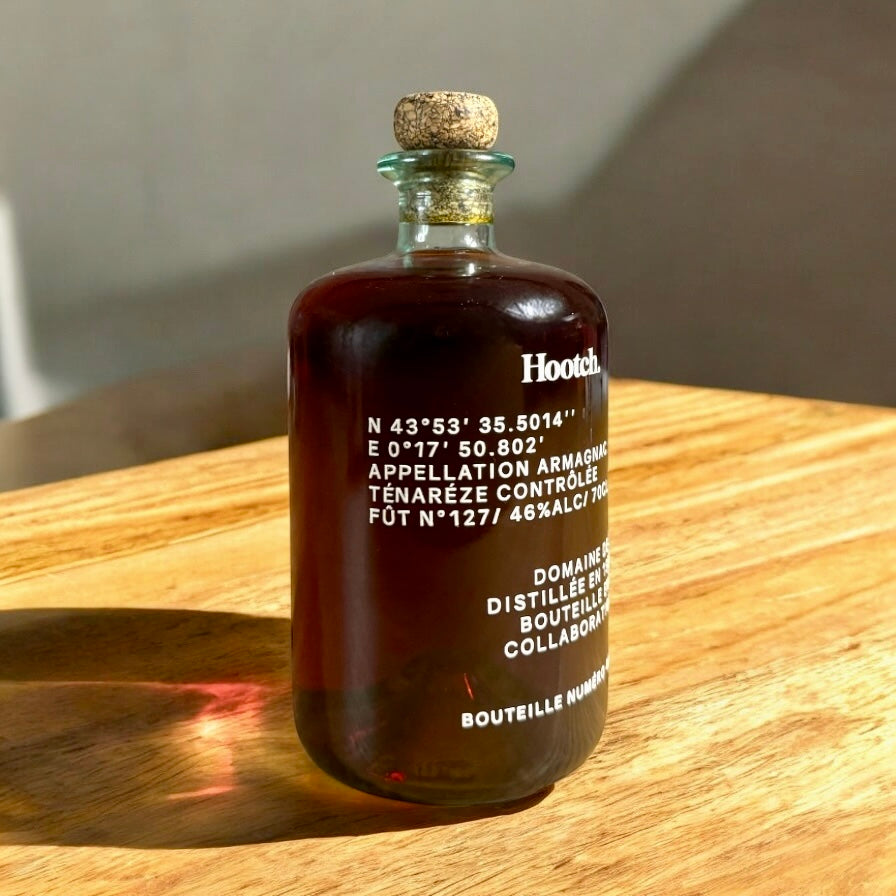 Hootch.
N 43°53' 35.5014''
E 0°17' 50.802'
APPELLATION ARMAGNAC
TÉNARÉZE CONTRÔLÉE
FÛT N°127/ 46%ALC/ 70CL
DOMAINE
DISTILLÉE EN
BOUTEILLE
BOUTEILLE NUMÉRO